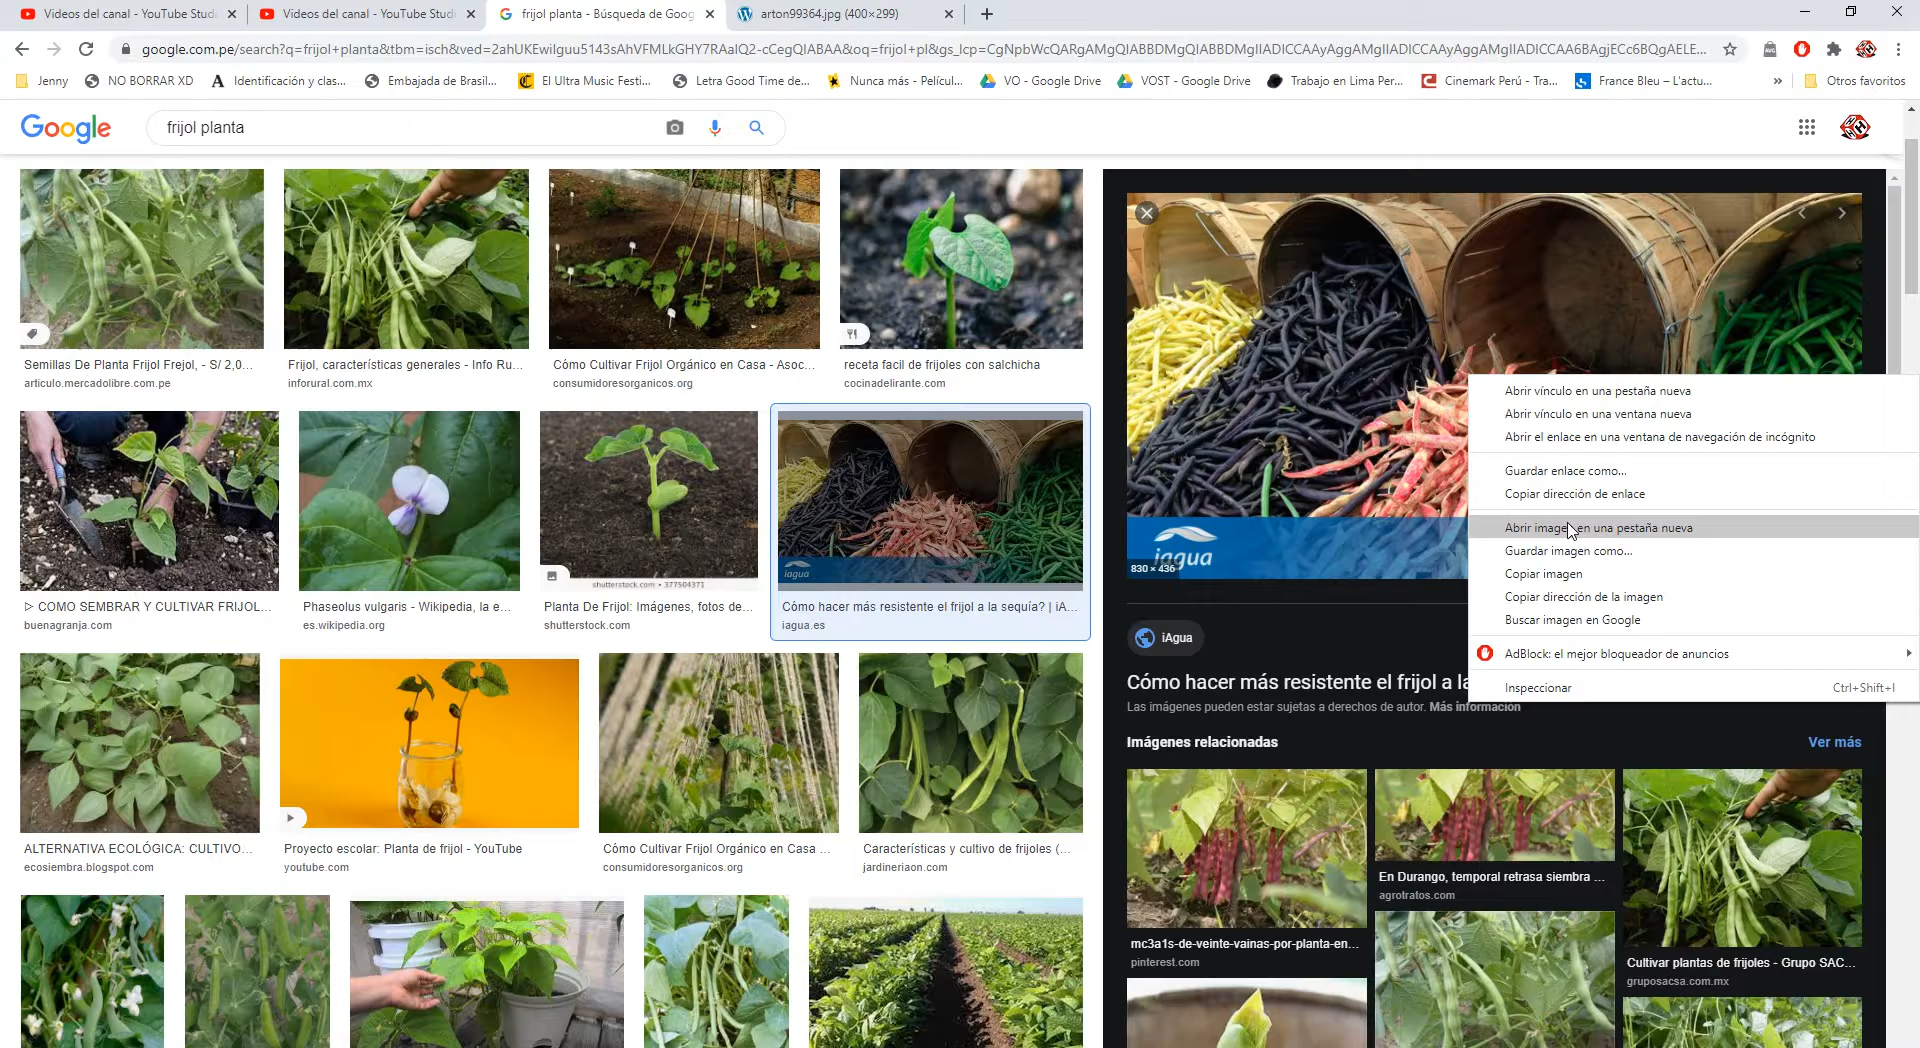 Videos del canal - YouTube Studi
Videos del canal - YouTube Studi
frijol planta - Búsqueda de Goog
arton99364.jpg (400×299)
google.com.pe/search?q=frijol+planta&tbm=isch&ved=
Jenny
NO BORRAR XD
Identificación y clas...
Embajada de Brasil...
El Ultra Music Festi...
Letra Good Time de...
Nunca más - Pelícu...
VO - Google Drive
VOST - Google Drive
Trabajo en Lima Per...
Cinemark Perú - Tra...
France Bleu – L'actu...
»
Otros favoritos
Google
frijol planta
Semillas De Planta Frijol Frejol, - S/ 2,0...
articulo.mercadolibre.com.pe
Frijol, características generales - Info Ru...
inforural.com.mx
Cómo Cultivar Frijol Orgánico en Casa - Asoc...
consumidoresorganicos.org
receta facil de frijoles con salchicha
cocinadelirante.com
shutterstock.com • 377504371
iagua
▷ COMO SEMBRAR Y CULTIVAR FRIJOL...
buenagranja.com
Phaseolus vulgaris - Wikipedia, la e...
es.wikipedia.org
Planta De Frijol: Imágenes, fotos de...
shutterstock.com
Cómo hacer más resistente el frijol a la sequía? | iA...
iagua.es
ALTERNATIVA ECOLÓGICA: CULTIVO...
ecosiembra.blogspot.com
Proyecto escolar: Planta de frijol - YouTube
youtube.com
Cómo Cultivar Frijol Orgánico en Casa ...
consumidoresorganicos.org
Características y cultivo de frijoles (...
jardineriaon.com
iagua
830 × 436
iAgua
Cómo hacer más resistente el frijol a l
Las imágenes pueden estar sujetas a derechos de autor. Más información
Imágenes relacionadas
Ver más
mc3a1s-de-veinte-vainas-por-planta-en...
pinterest.com
En Durango, temporal retrasa siembra ...
agrotratos.com
Cultivar plantas de frijoles - Grupo SAC...
gruposacsa.com.mx
Abrir vínculo en una pestaña nueva
Abrir vínculo en una ventana nueva
Abrir el enlace en una ventana de navegación de incógnito
Guardar enlace como...
Copiar dirección de enlace
Abrir imagen en una pestaña nueva
Guardar imagen como...
Copiar imagen
Copiar dirección de la imagen
Buscar imagen en Google
AdBlock: el mejor bloqueador de anuncios
Inspeccionar Ctrl+Shift+I